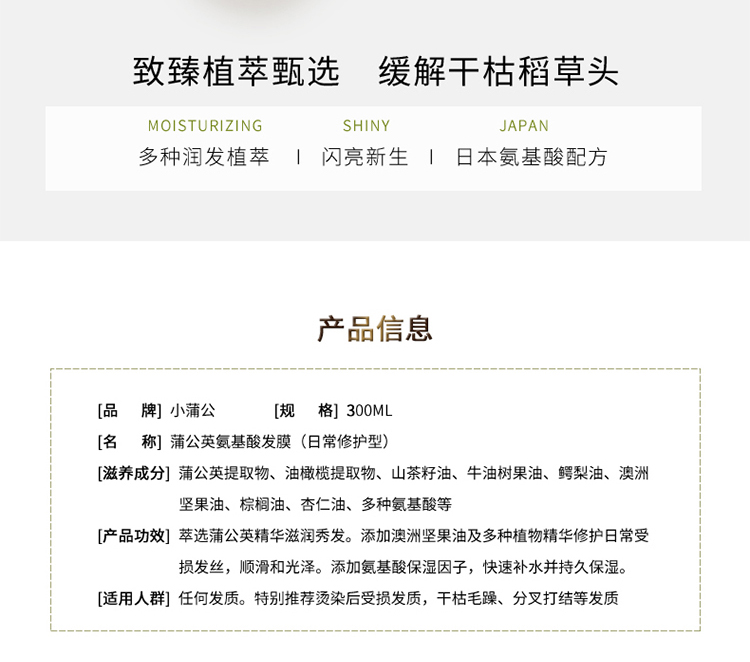 致臻植萃甄选 缓解干枯稻草头
MOISTURIZING SHINY JAPAN
多种润发植萃 | 闪亮新生 | 日本氨基酸配方
产品信息
[品 牌] 小蒲公 [规 格] 300ML
[名 称] 蒲公英氨基酸发膜（日常修护型）
[滋养成分] 蒲公英提取物、油橄榄提取物、山茶籽油、牛油树果油、鳄梨油、澳洲
坚果油、棕榈油、杏仁油、多种氨基酸等
[产品功效] 萃选蒲公英精华滋润秀发。添加澳洲坚果油及多种植物精华修护日常受
损发丝，顺滑和光泽。添加氨基酸保湿因子，快速补水并持久保湿。
[适用人群] 任何发质。特别推荐烫染后受损发质，干枯毛躁、分叉打结等发质